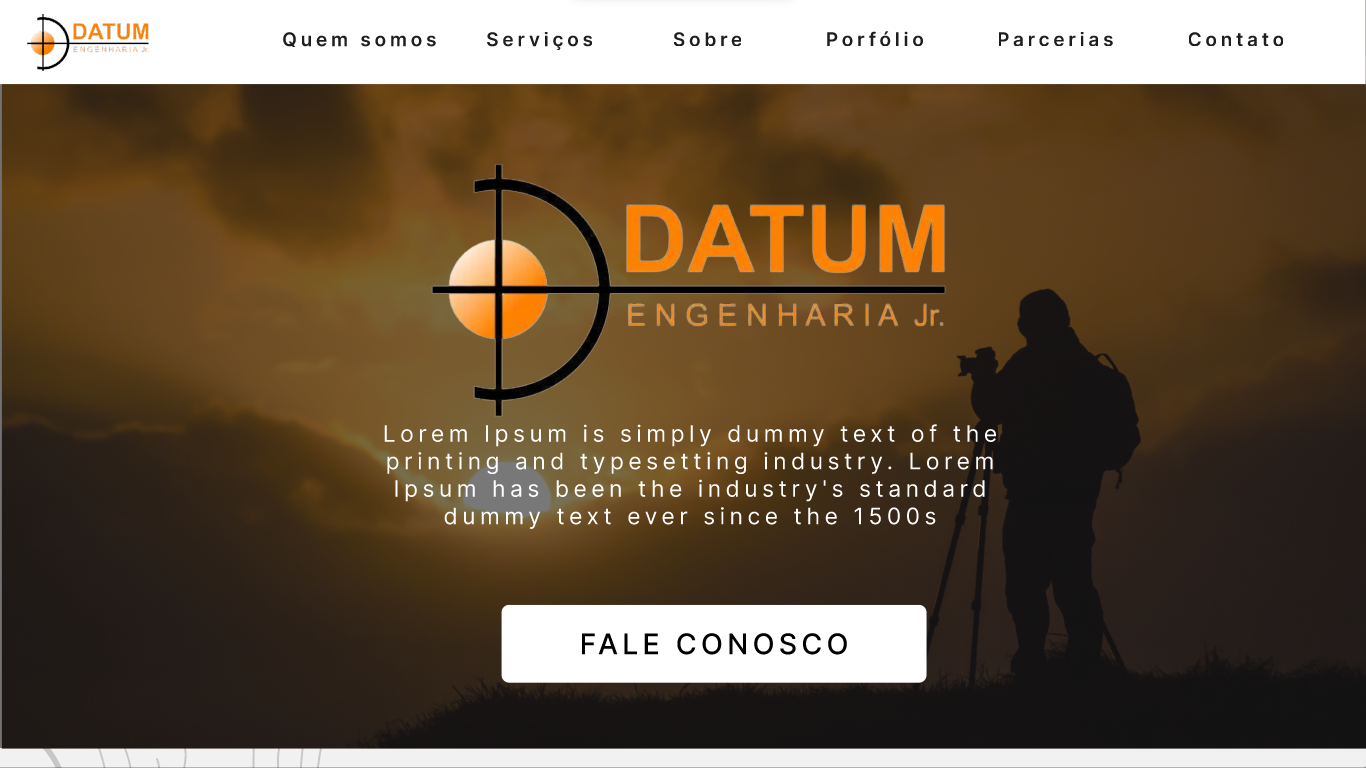 DATUM
ENGENHARIA Jr.
Quem somos Serviços Sobre Porfólio Parcerias Contato
DATUM
ENGENHARIA Jr.
Lorem Ipsum is simply dummy text of the
printing and typesetting industry. Lorem
Ipsum has been the industry's standard
dummy text ever since the 1500s
FALE CONOSCO